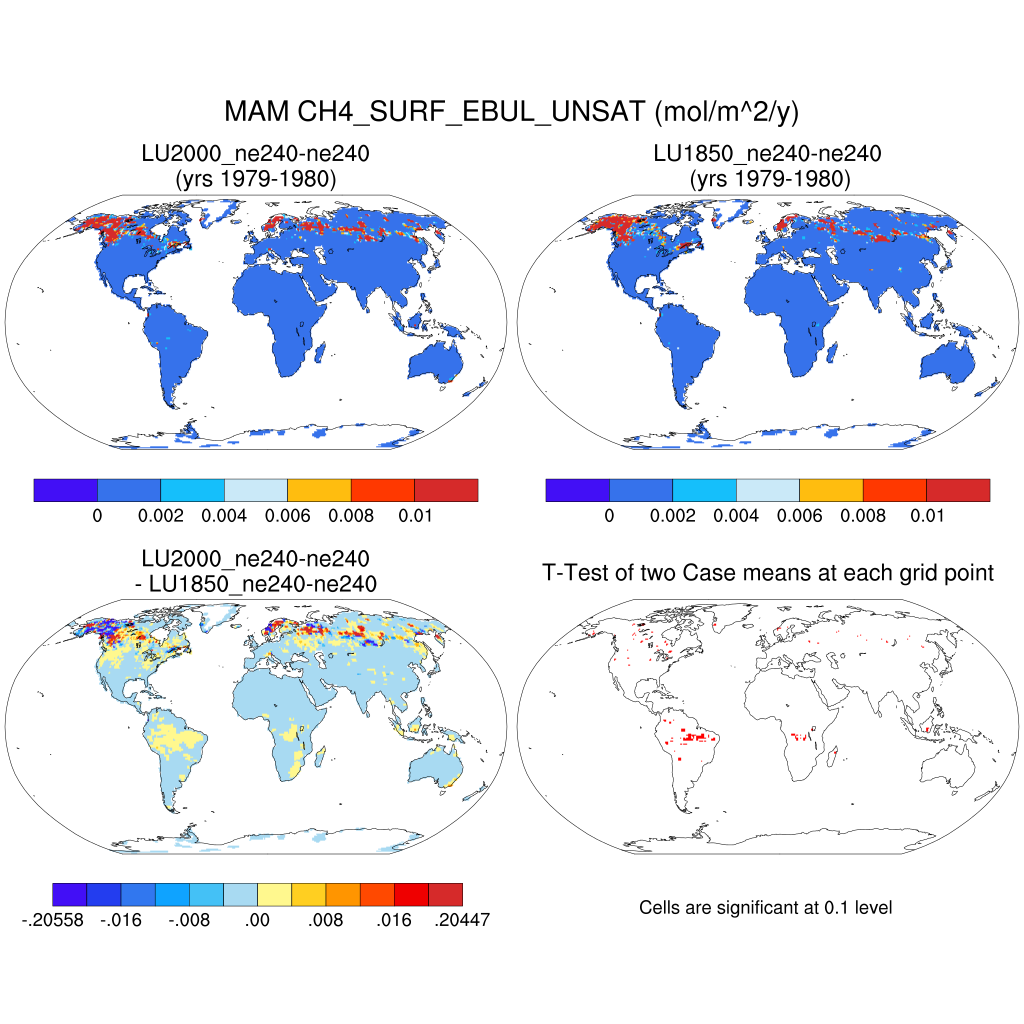 MAM CH4_SURF_EBUL_UNSAT (mol/m^2/y)
LU2000_ne240-ne240
(yrs 1979-1980)
LU1850_ne240-ne240
(yrs 1979-1980)
0 0.002 0.004 0.006 0.008 0.01
0 0.002 0.004 0.006 0.008 0.01
LU2000_ne240-ne240
- LU1850_ne240-ne240
T-Test of two Case means at each grid point
-.20558 -.016 -.008 .00 .008 .016 .20447
Cells are significant at 0.1 level